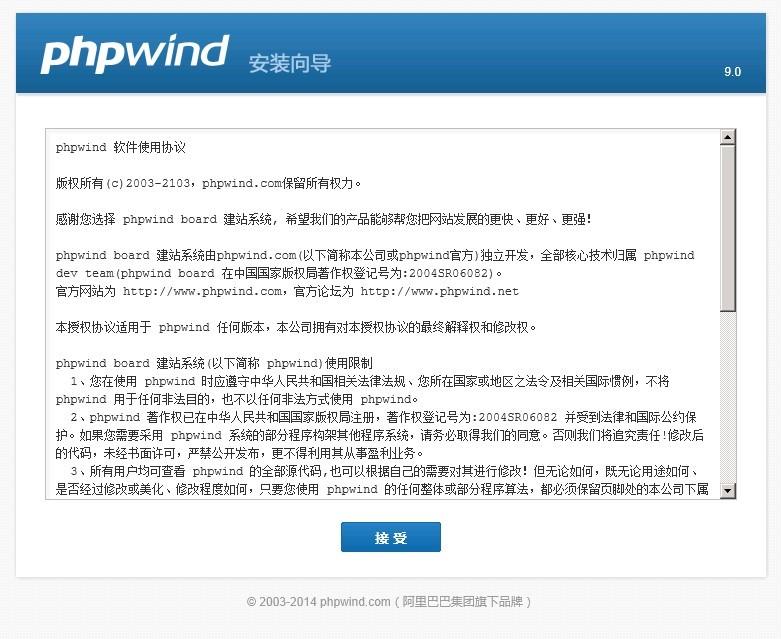 phpwind 安装向导
9.0
phpwind 软件使用协议
版权所有(c)2003-2103，phpwind.com保留所有权力。
感谢您选择 phpwind board 建站系统, 希望我们的产品能够帮您把网站发展的更快、更好、更强!
phpwind board 建站系统由phpwind.com(以下简称本公司或phpwind官方)独立开发，全部核心技术归属 phpwind
dev team(phpwind board 在中国国家版权局著作权登记号为:2004SR06082)。
官方网站为 http://www.phpwind.com，官方论坛为 http://www.phpwind.net
本授权协议适用于 phpwind 任何版本，本公司拥有对本授权协议的最终解释权和修改权。
phpwind board 建站系统(以下简称 phpwind)使用限制
1、您在使用 phpwind 时应遵守中华人民共和国相关法律法规、您所在国家或地区之法令及相关国际惯例，不将
phpwind 用于任何非法目的，也不以任何非法方式使用 phpwind。
2、phpwind 著作权已在中华人民共和国国家版权局注册，著作权登记号为:2004SR06082 并受到法律和国际公约保
护。如果您需要采用 phpwind 系统的部分程序构架其他程序系统，请务必取得我们的同意。否则我们将追究责任!修改后
的代码，未经书面许可，严禁公开发布，更不得利用其从事盈利业务。
3、所有用户均可查看 phpwind 的全部源代码,也可以根据自己的需要对其进行修改！但无论如何，既无论用途如何、
是否经过修改或美化、修改程度如何，只要您使用 phpwind 的任何整体或部分程序算法，都必须保留页脚处的本公司下属
接 受
© 2003-2014 phpwind.com（阿里巴巴集团旗下品牌）